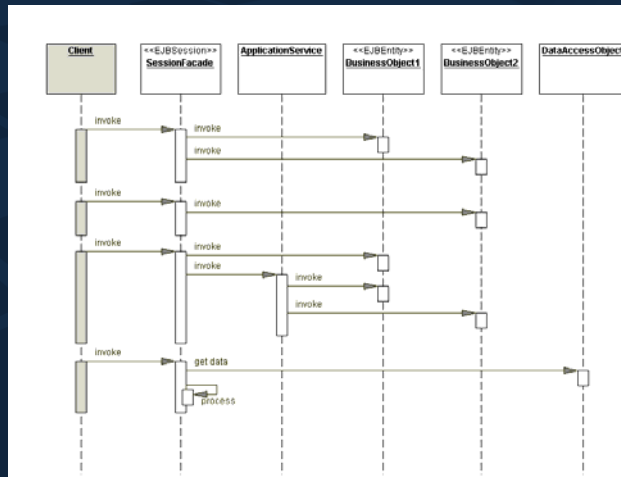 Client
<<EJBSession>>
SessionFacade
ApplicationService
<<EJBEntity>>
BusinessObject1
<<EJBEntity>>
BusinessObject2
DataAccessObject
invoke
invoke
invoke
invoke
invoke
invoke
invoke
invoke
invoke
invoke
invoke
get data
process